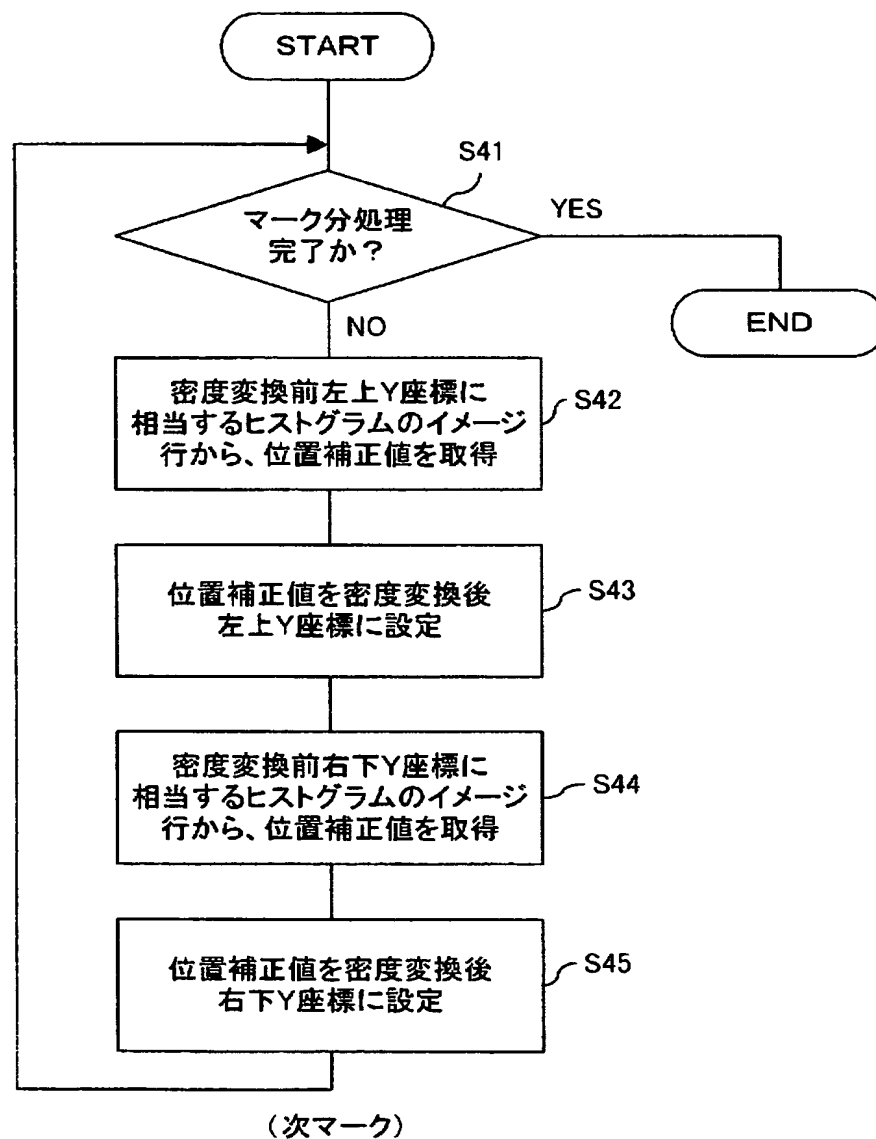 START
S41
マーク分処理
完了か?
YES
END
NO
密度変換前左上Y座標に
相当するヒストグラムのイメージ
行から、位置補正値を取得
S42
位置補正値を密度変換後
左上Y座標に設定
S43
密度変換前右下Y座標に
相当するヒストグラムのイメージ
行から、位置補正値を取得
S44
位置補正値を密度変換後
右下Y座標に設定
S45
(次マーク)